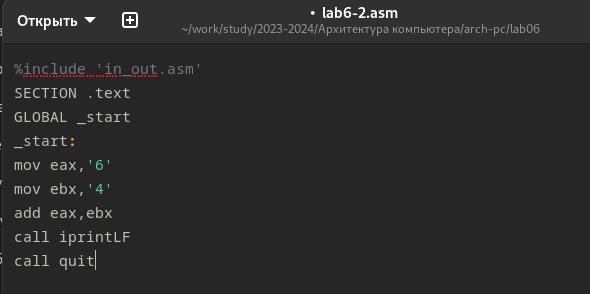 Открыть
• lab6-2.asm
~/work/study/2023-2024/Архитектура компьютера/arch-pc/lab06
%include 'in_out.asm'
SECTION .text
GLOBAL _start
_start:
mov eax,'6'
mov ebx,'4'
add eax,ebx
call iprintLF
call quit